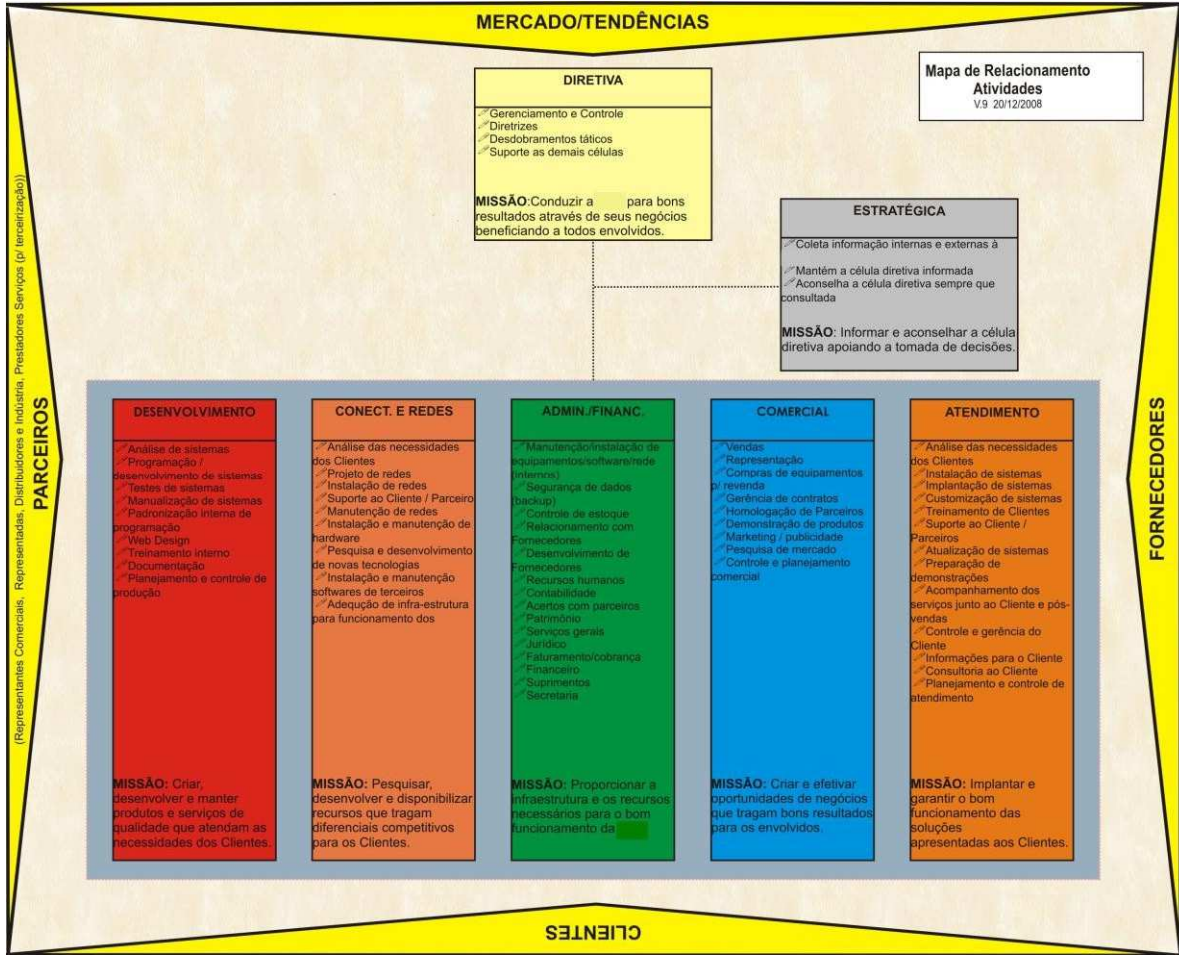 MERCADO/TENDÊNCIAS
Mapa de Relacionamento
Atividades
V.9 20/12/2008
DIRETIVA
Gerenciamento e Controle
Diretrizes
Desdobramentos táticos
Suporte as demais células
MISSÃO:Conduzir a para bons
resultados através de seus negócios
beneficiando a todos envolvidos.
ESTRATÉGICA
Coleta informação internas e externas à
Mantém a célula diretiva informada
Aconselha a célula diretiva sempre que
consultada
MISSÃO: Informar e aconselhar a célula
diretiva apoiando a tomada de decisões.
(Representantes Comerciais, Representadas, Distribuidores e Indústria, Prestadores Serviços (p/ terceirização))
PARCEIROS
DESENVOLVIMENTO
Análise de sistemas
Programação /
desenvolvimento de sistemas
Testes de sistemas
Manualização de sistemas
Padronização interna de
programação
Web Design
Treinamento interno
Documentação
Planejamento e controle de
produção
MISSÃO: Criar,
desenvolver e manter
produtos e serviços de
qualidade que atendam as
necessidades dos Clientes.
CONECT. E REDES
Análise das necessidades
dos Clientes
Projeto de redes
Instalação de redes
Suporte ao Cliente / Parceiro
Manutenção de redes
Instalação e manutenção de
hardware
Pesquisa e desenvolvimento
de novas tecnologias
Instalação e manutenção
softwares de terceiros
Adequção de infra-estrutura
para funcionamento dos
MISSÃO: Pesquisar,
desenvolver e disponibilizar
recursos que tragam
diferenciais competitivos
para os Clientes.
ADMIN./FINANC.
Manutenção/instalação de
equipamentos/software/rede
(internos)
Segurança de dados
(backup)
Controle de estoque
Relacionamento com
Fornecedores
Desenvolvimento de
Fornecedores
Recursos humanos
Contabilidade
Acertos com parceiros
Patrimônio
Serviços gerais
Jurídico
Faturamento/cobrança
Financeiro
Suprimentos
Secretaria
MISSÃO: Proporcionar a
infraestrutura e os recursos
necessários para o bom
funcionamento da
COMERCIAL
Vendas
Representação
Compras de equipamentos
p/ revenda
Gerência de contratos
Homologação de Parceiros
Demonstração de produtos
Marketing / publicidade
Pesquisa de mercado
Controle e planejamento
comercial
MISSÃO: Criar e efetivar
oportunidades de negócios
que tragam bons resultados
para os envolvidos.
ATENDIMENTO
Análise das necessidades
dos Clientes
Instalação de sistemas
Implantação de sistemas
Customização de sistemas
Treinamento de Clientes
Suporte ao Cliente /
Parceiros
Atualização de sistemas
Preparação de
demonstrações
Acompanhamento dos
serviços junto ao Cliente e pós-
vendas
Controle e gerência do
Cliente
Informações para o Cliente
Consultoria ao Cliente
Planejamento e controle de
atendimento
MISSÃO: Implantar e
garantir o bom
funcionamento das
soluções
apresentadas aos Clientes.
FORNECEDORES
CLIENTES